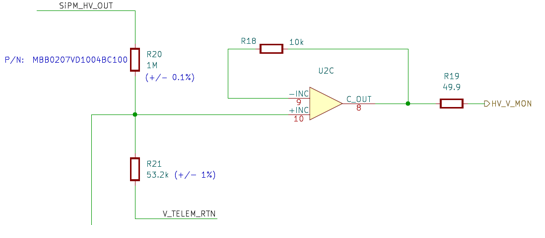 SiPM_HV_OUT
R18
10k
P/N: MBB0207VD1004BC100
R20
1M
(+/- 0.1%)
U2C
-INC
9
+INC
10
C_OUT
8
R19
49.9
HV_V_MON
R21
53.2k (+/- 1%)
V_TELEM_RTN